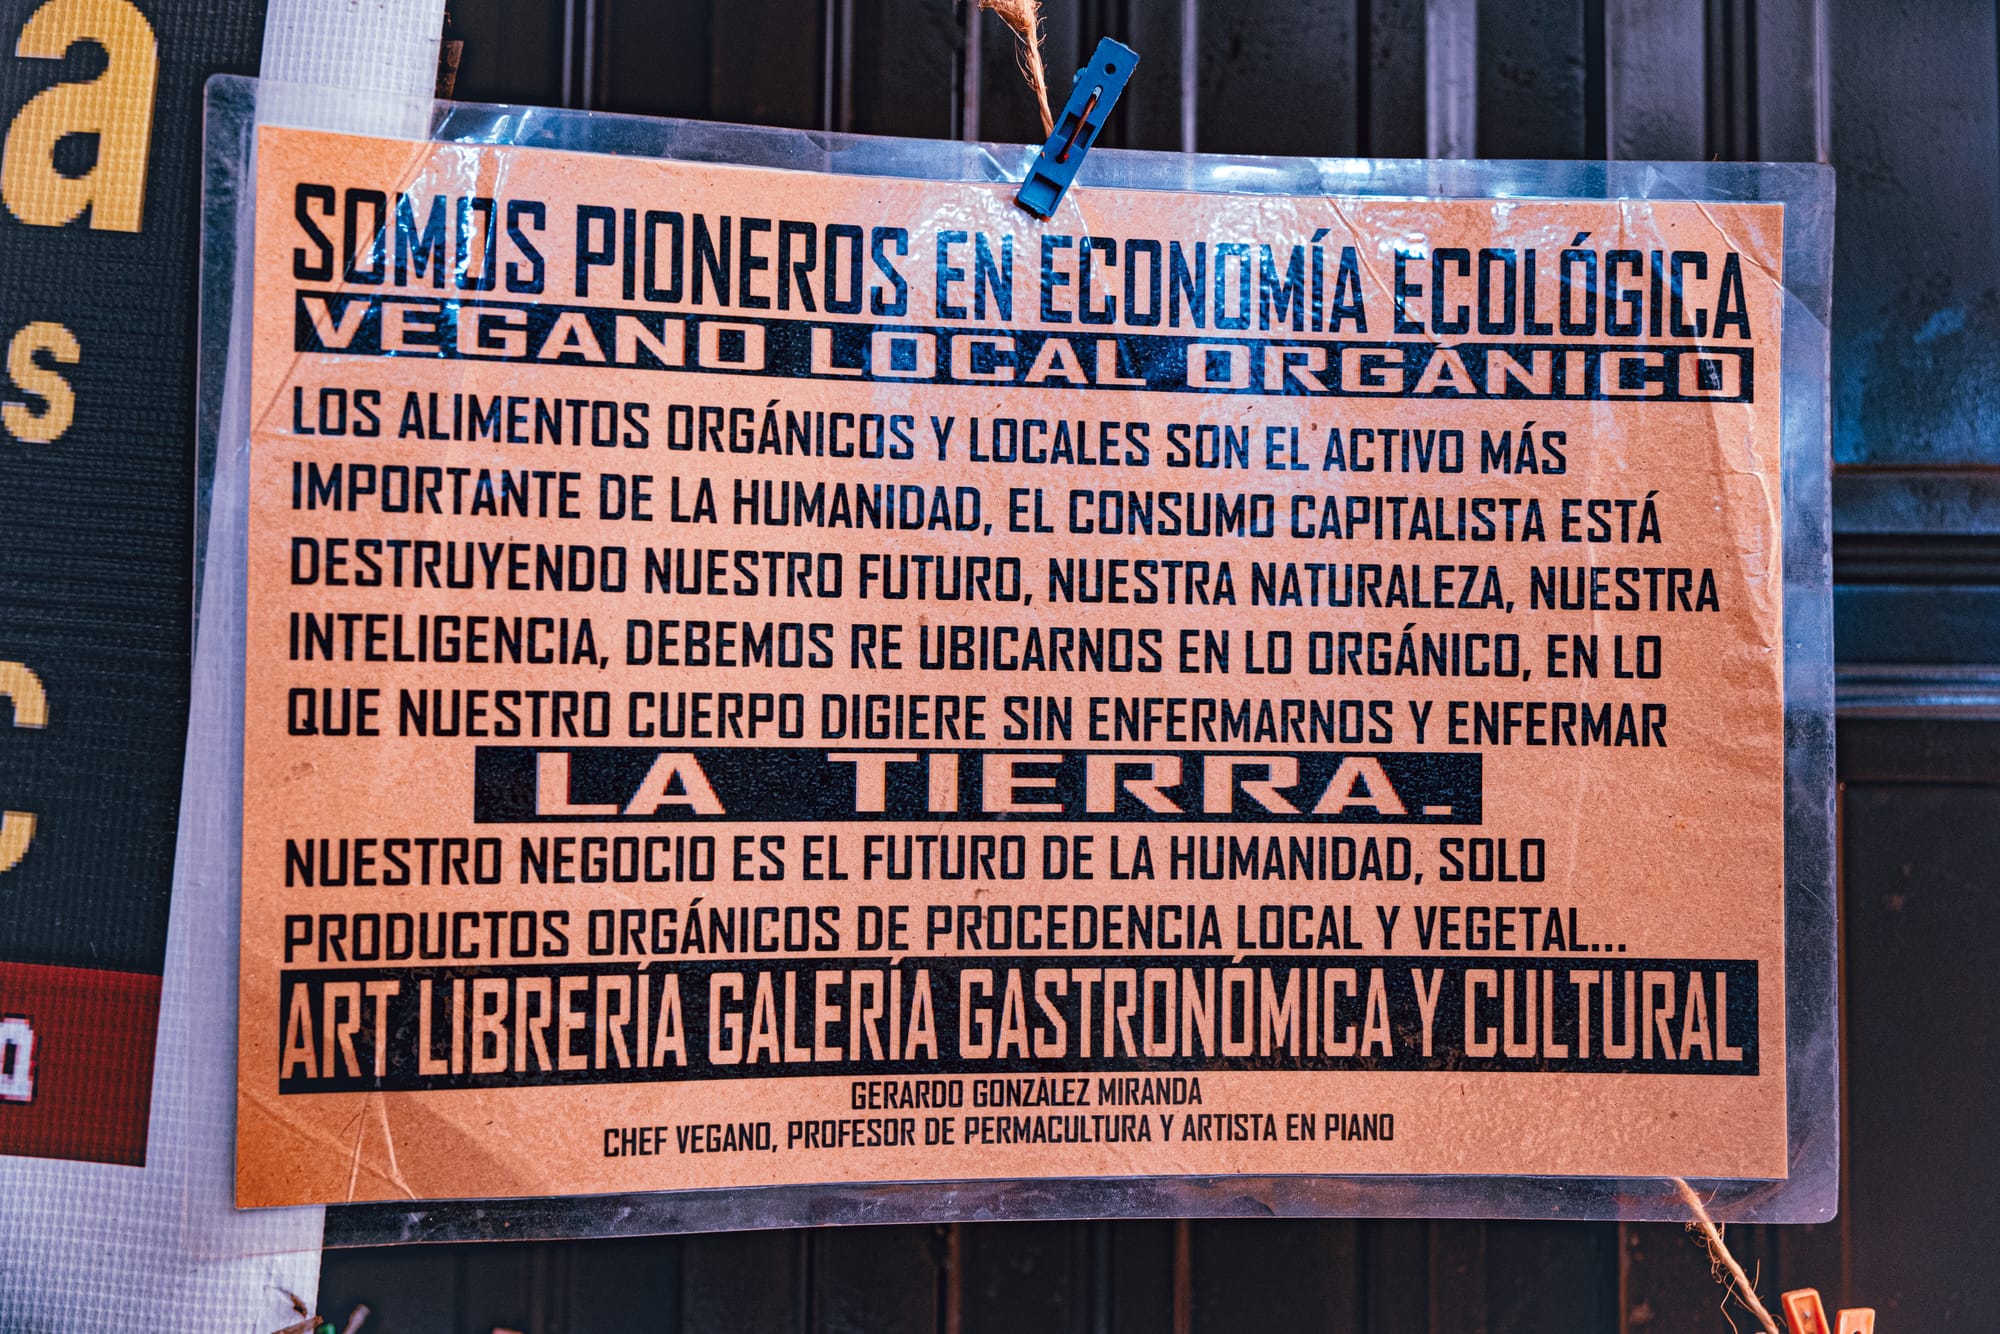 a
s
SOMOS PIONEROS EN ECONOMÍA ECOLÓGICA
VEGANO LOCAL ORGÁNICO
LOS ALIMENTOS ORGÁNICOS Y LOCALES SON EL ACTIVO MÁS
IMPORTANTE DE LA HUMANIDAD, EL CONSUMO CAPITALISTA ESTÁ
DESTRUYENDO NUESTRO FUTURO, NUESTRA NATURALEZA, NUESTRA
INTELIGENCIA, DEBEMOS RE UBICARNOS EN LO ORGÁNICO, EN LO
QUE NUESTRO CUERPO DIGIERE SIN ENFERMARNOS Y ENFERMAR
LA TIERRA.
NUESTRO NEGOCIO ES EL FUTURO DE LA HUMANIDAD, SOLO
PRODUCTOS ORGÁNICOS DE PROCEDENCIA LOCAL Y VEGETAL...
ART LIBRERÍA GALERÍA GASTRONÓMICA Y CULTURAL
GERARDO GONZÁLEZ MIRANDA
CHEF VEGANO, PROFESOR DE PERMACULTURA Y ARTISTA EN PIANO